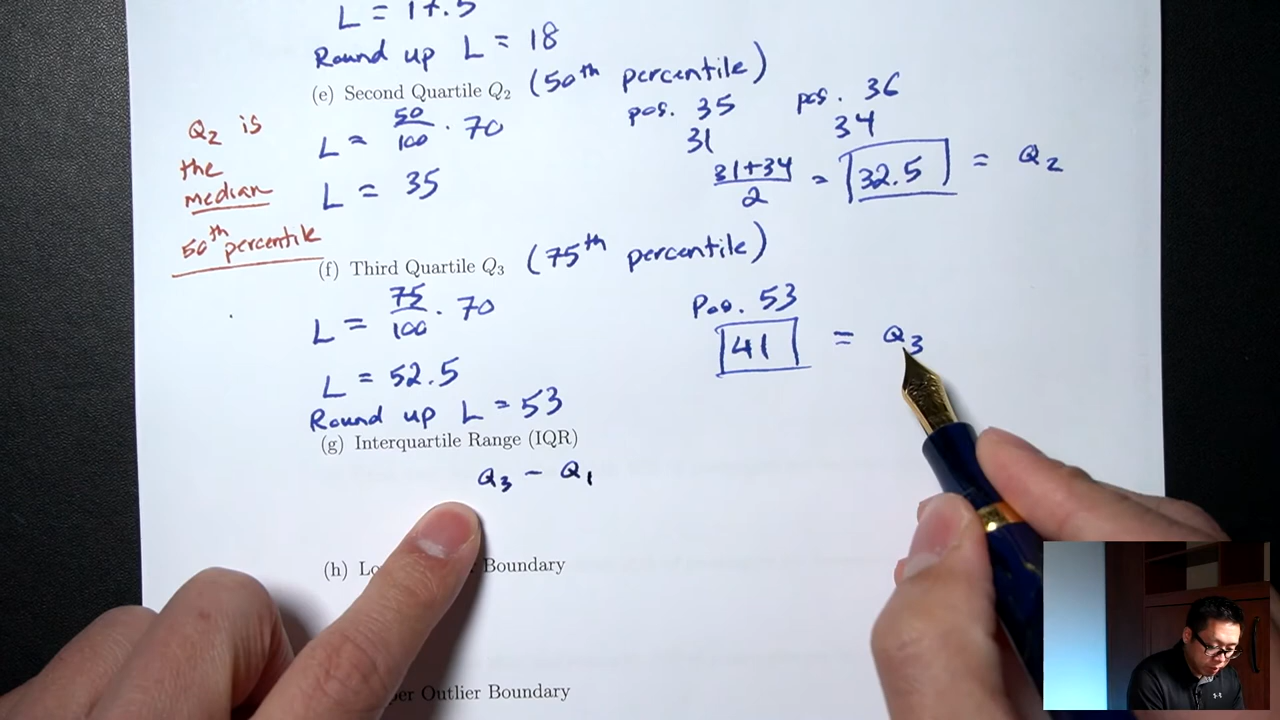 L = 17.5
Round up L = 18
(e) Second Quartile Q2 (50th percentile)
Q2 is
the
median
50th percentile
L = 50/100 · 70
L = 35
pos. 35
31
pos. 36
34
31+34/2 = 32.5 = Q2
(f) Third Quartile Q3 (75th percentile)
L = 75/100 · 70
L = 52.5
Round up L = 53
Pos. 53
41 = Q3
(g) Interquartile Range (IQR)
Q3 − Q1
(h) Boundary
Outlier Boundary